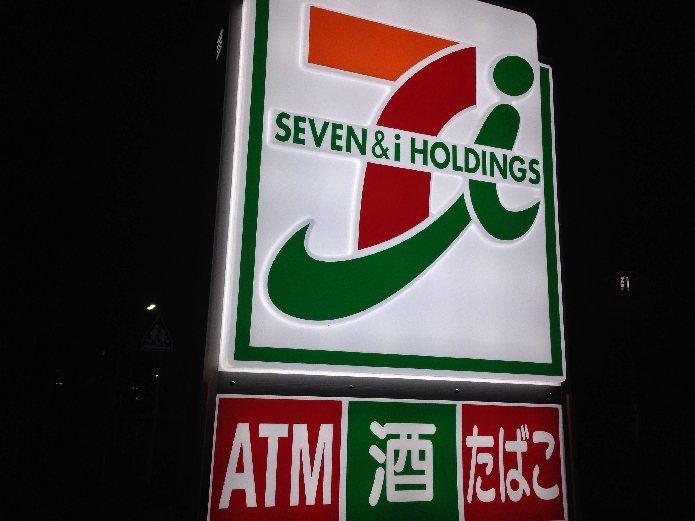 SEVEN&i HOLDINGS
ATM 酒 たばこ